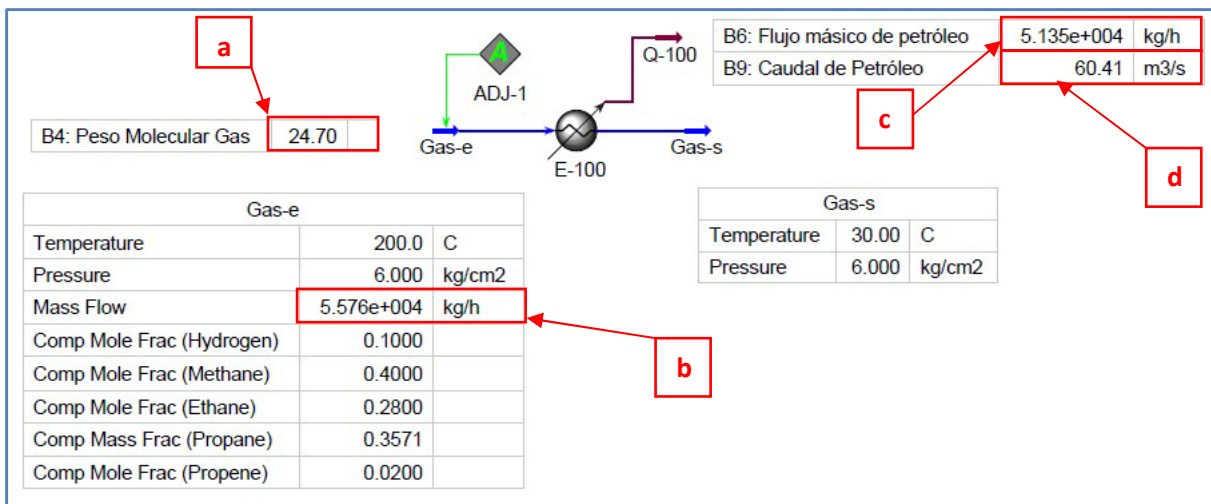 a
A
ADJ-1
Q-100
B6: Flujo másico de petróleo 5.135e+004 kg/h
B9: Caudal de Petróleo 60.41 m3/s
c
B4: Peso Molecular Gas 24.70
Gas-e
Gas-s
E-100
d
Gas-e
Temperature 200.0 C
Pressure 6.000 kg/cm2
Mass Flow 5.576e+004 kg/h
Comp Mole Frac (Hydrogen) 0.1000
Comp Mole Frac (Methane) 0.4000
Comp Mole Frac (Ethane) 0.2800
Comp Mass Frac (Propane) 0.3571
Comp Mole Frac (Propene) 0.0200
Gas-s
Temperature 30.00 C
Pressure 6.000 kg/cm2
b